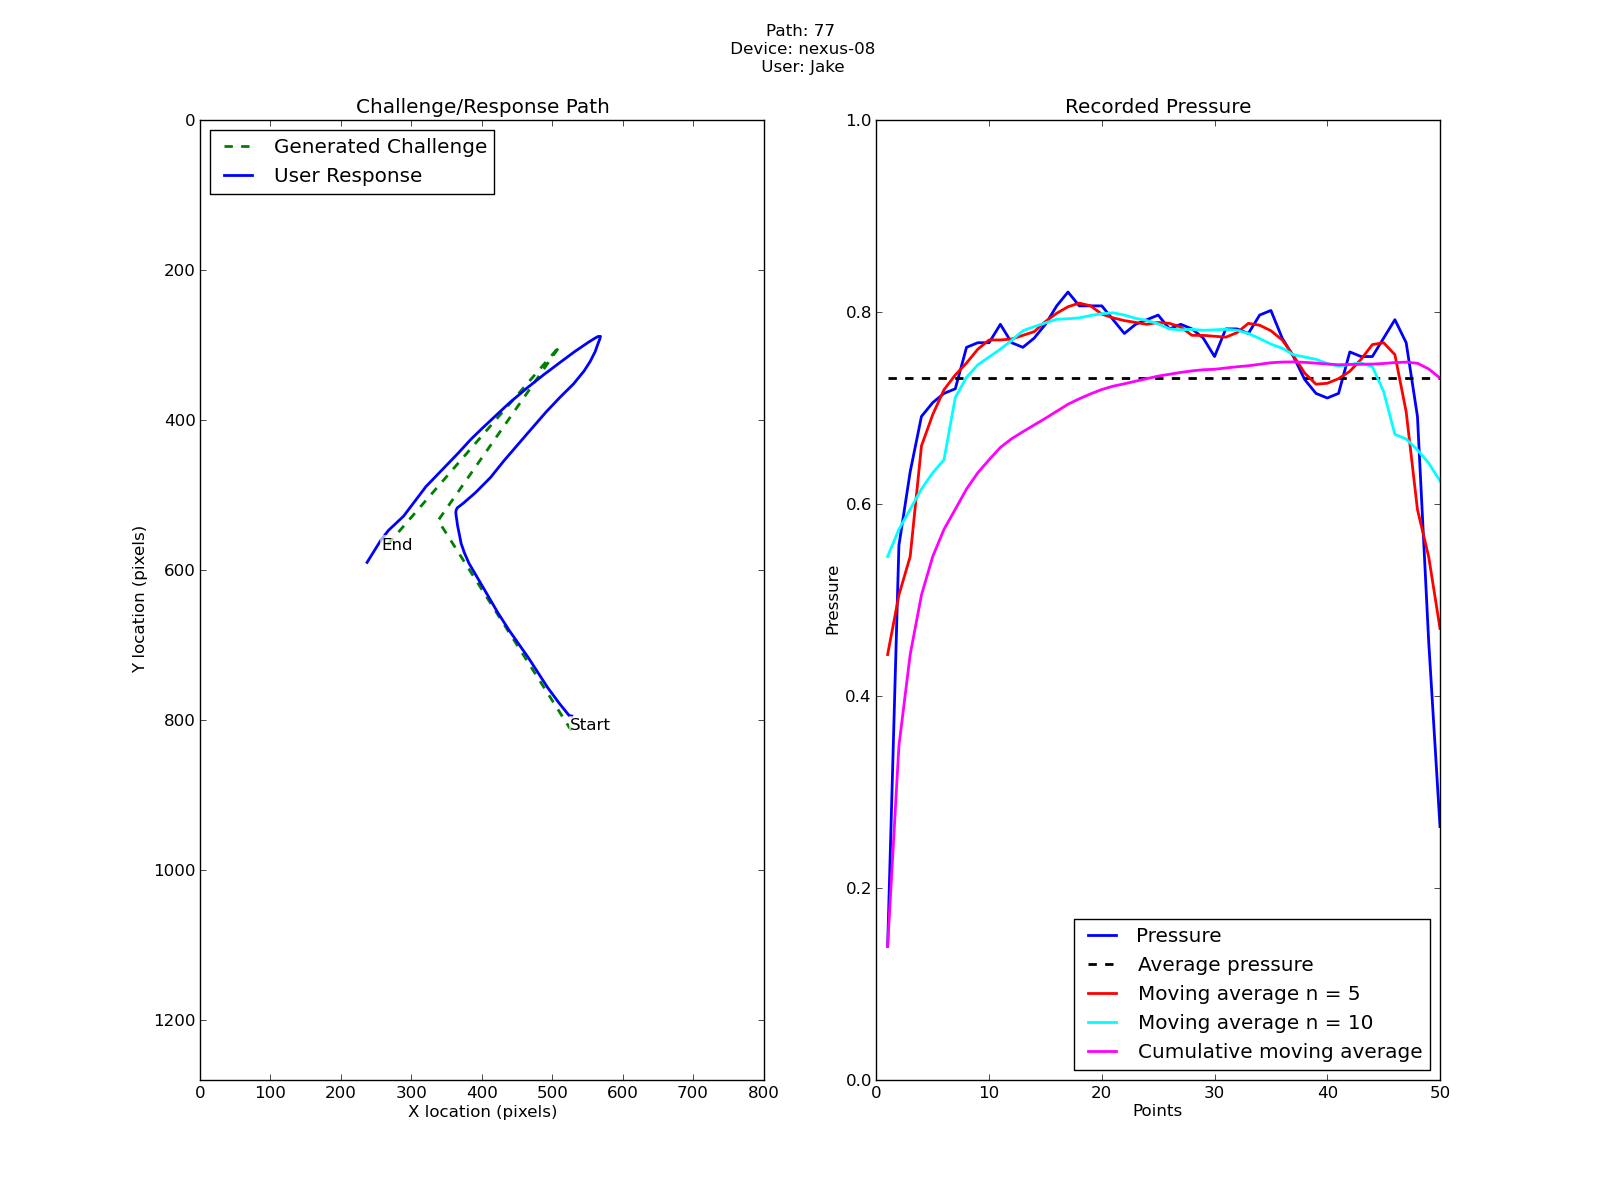 Path: 77
Device: nexus-08
User: Jake
Challenge/Response Path
0
200
400
600
800
1000
1200
Y location (pixels)
Generated Challenge
User Response
End
Start
0 100 200 300 400 500 600 700 800
X location (pixels)
Recorded Pressure
1.0
0.8
0.6
0.4
0.2
0.0
Pressure
Pressure
Average pressure
Moving average n = 5
Moving average n = 10
Cumulative moving average
0 10 20 30 40 50
Points